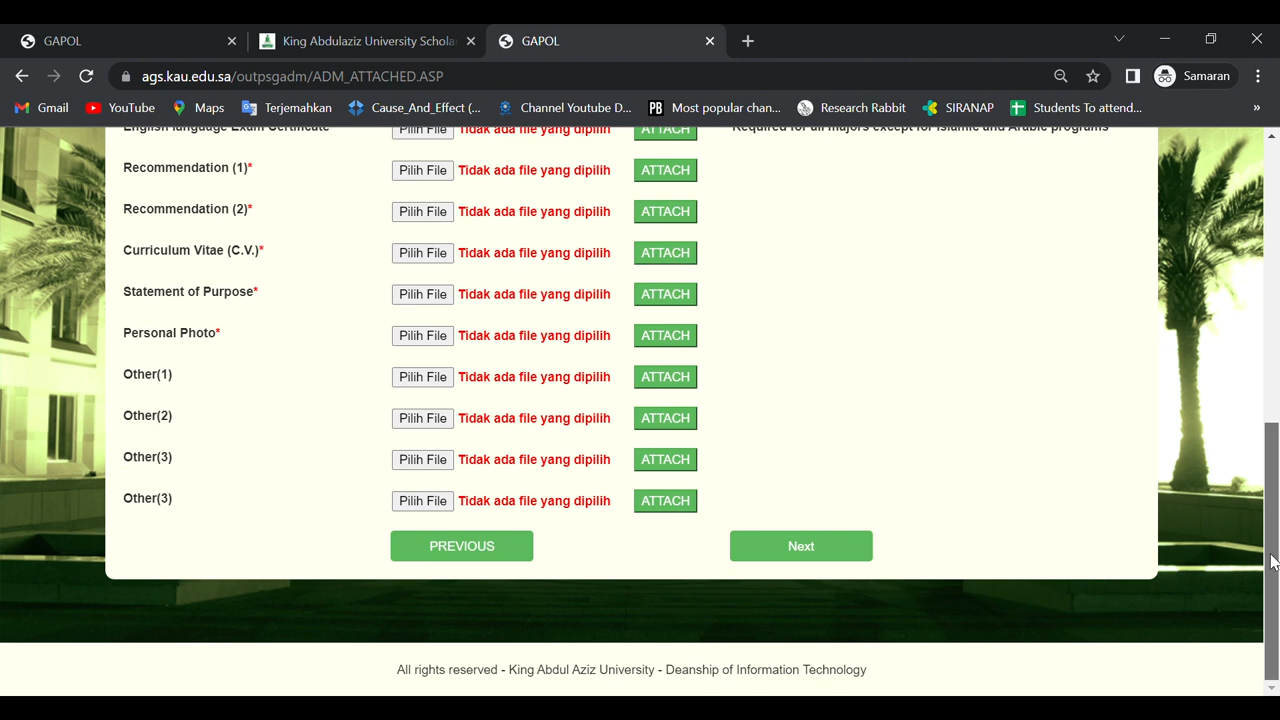 GAPOL
King Abdulaziz University Schola
GAPOL
ags.kau.edu.sa/outpsgadm/ADM_ATTACHED.ASP
Samaran
Gmail
YouTube
Maps
Terjemahkan
Cause_And_Effect (...
Channel Youtube D...
PB Most popular chan...
Research Rabbit
SIRANAP
Students To attend...
»
English language Exam Certificate Pilih File Tidak ada file yang dipilih ATTACH Required for all majors except for Islamic and Arabic programs
Recommendation (1)* Pilih File Tidak ada file yang dipilih ATTACH
Recommendation (2)* Pilih File Tidak ada file yang dipilih ATTACH
Curriculum Vitae (C.V.)* Pilih File Tidak ada file yang dipilih ATTACH
Statement of Purpose* Pilih File Tidak ada file yang dipilih ATTACH
Personal Photo* Pilih File Tidak ada file yang dipilih ATTACH
Other(1) Pilih File Tidak ada file yang dipilih ATTACH
Other(2) Pilih File Tidak ada file yang dipilih ATTACH
Other(3) Pilih File Tidak ada file yang dipilih ATTACH
Other(3) Pilih File Tidak ada file yang dipilih ATTACH
PREVIOUS Next
All rights reserved - King Abdul Aziz University - Deanship of Information Technology